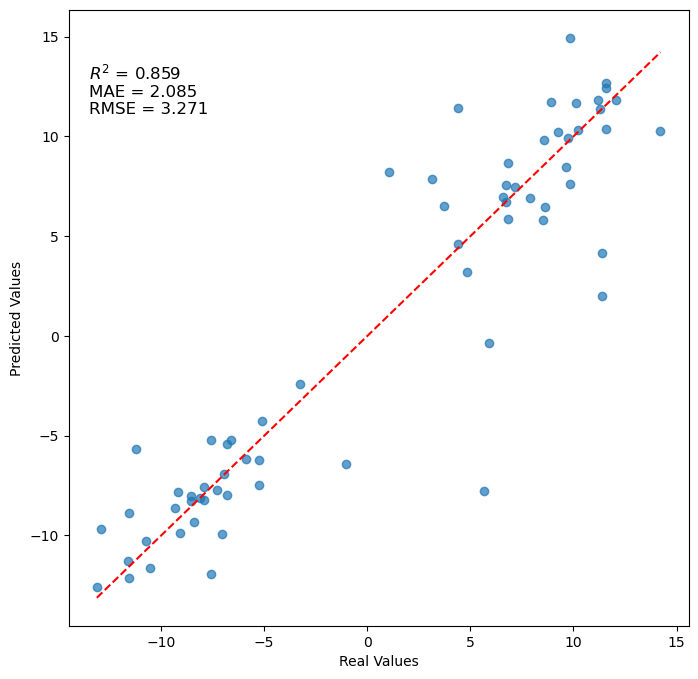 R² = 0.859
MAE = 2.085
RMSE = 3.271
15
10
5
0
−5
−10
Predicted Values
−10 −5 0 5 10 15
Real Values